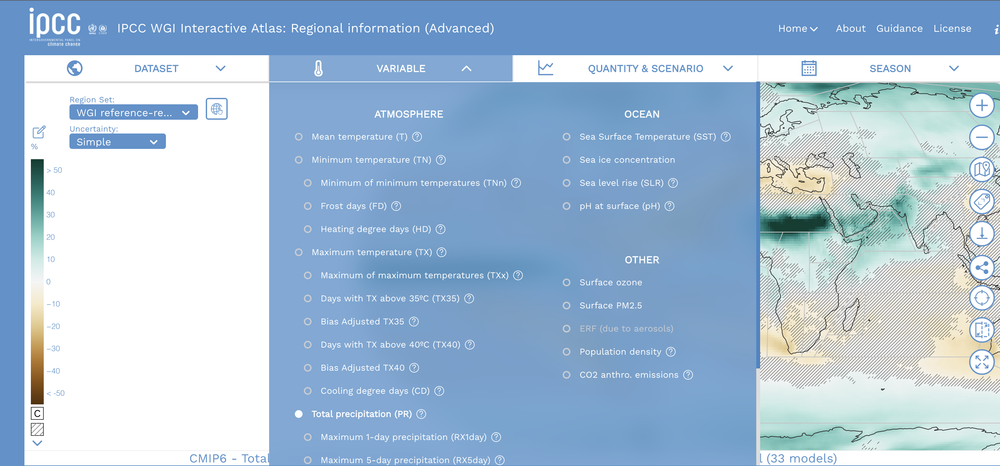 ipcc
INTERGOVERNMENTAL PANEL ON
climate change
WMO UNEP
IPCC WGI Interactive Atlas: Regional information (Advanced)
Home About Guidance License i
DATASET
VARIABLE
QUANTITY & SCENARIO
SEASON
Region Set:
WGI reference-re...
Uncertainty:
Simple
%
> 50
40
30
20
10
0
−10
−20
−30
−40
< -50
C
ATMOSPHERE
Mean temperature (T) ?
Minimum temperature (TN) ?
Minimum of minimum temperatures (TNn) ?
Frost days (FD) ?
Heating degree days (HD) ?
Maximum temperature (TX) ?
Maximum of maximum temperatures (TXx) ?
Days with TX above 35ºC (TX35) ?
Bias Adjusted TX35 ?
Days with TX above 40ºC (TX40) ?
Bias Adjusted TX40 ?
Cooling degree days (CD) ?
Total precipitation (PR) ?
Maximum 1-day precipitation (RX1day) ?
Maximum 5-day precipitation (RX5day) ?
OCEAN
Sea Surface Temperature (SST) ?
Sea ice concentration
Sea level rise (SLR) ?
pH at surface (pH) ?
OTHER
Surface ozone
Surface PM2.5
ERF (due to aerosols)
Population density ?
CO2 anthro. emissions ?
CMIP6 - Total
l (33 models)